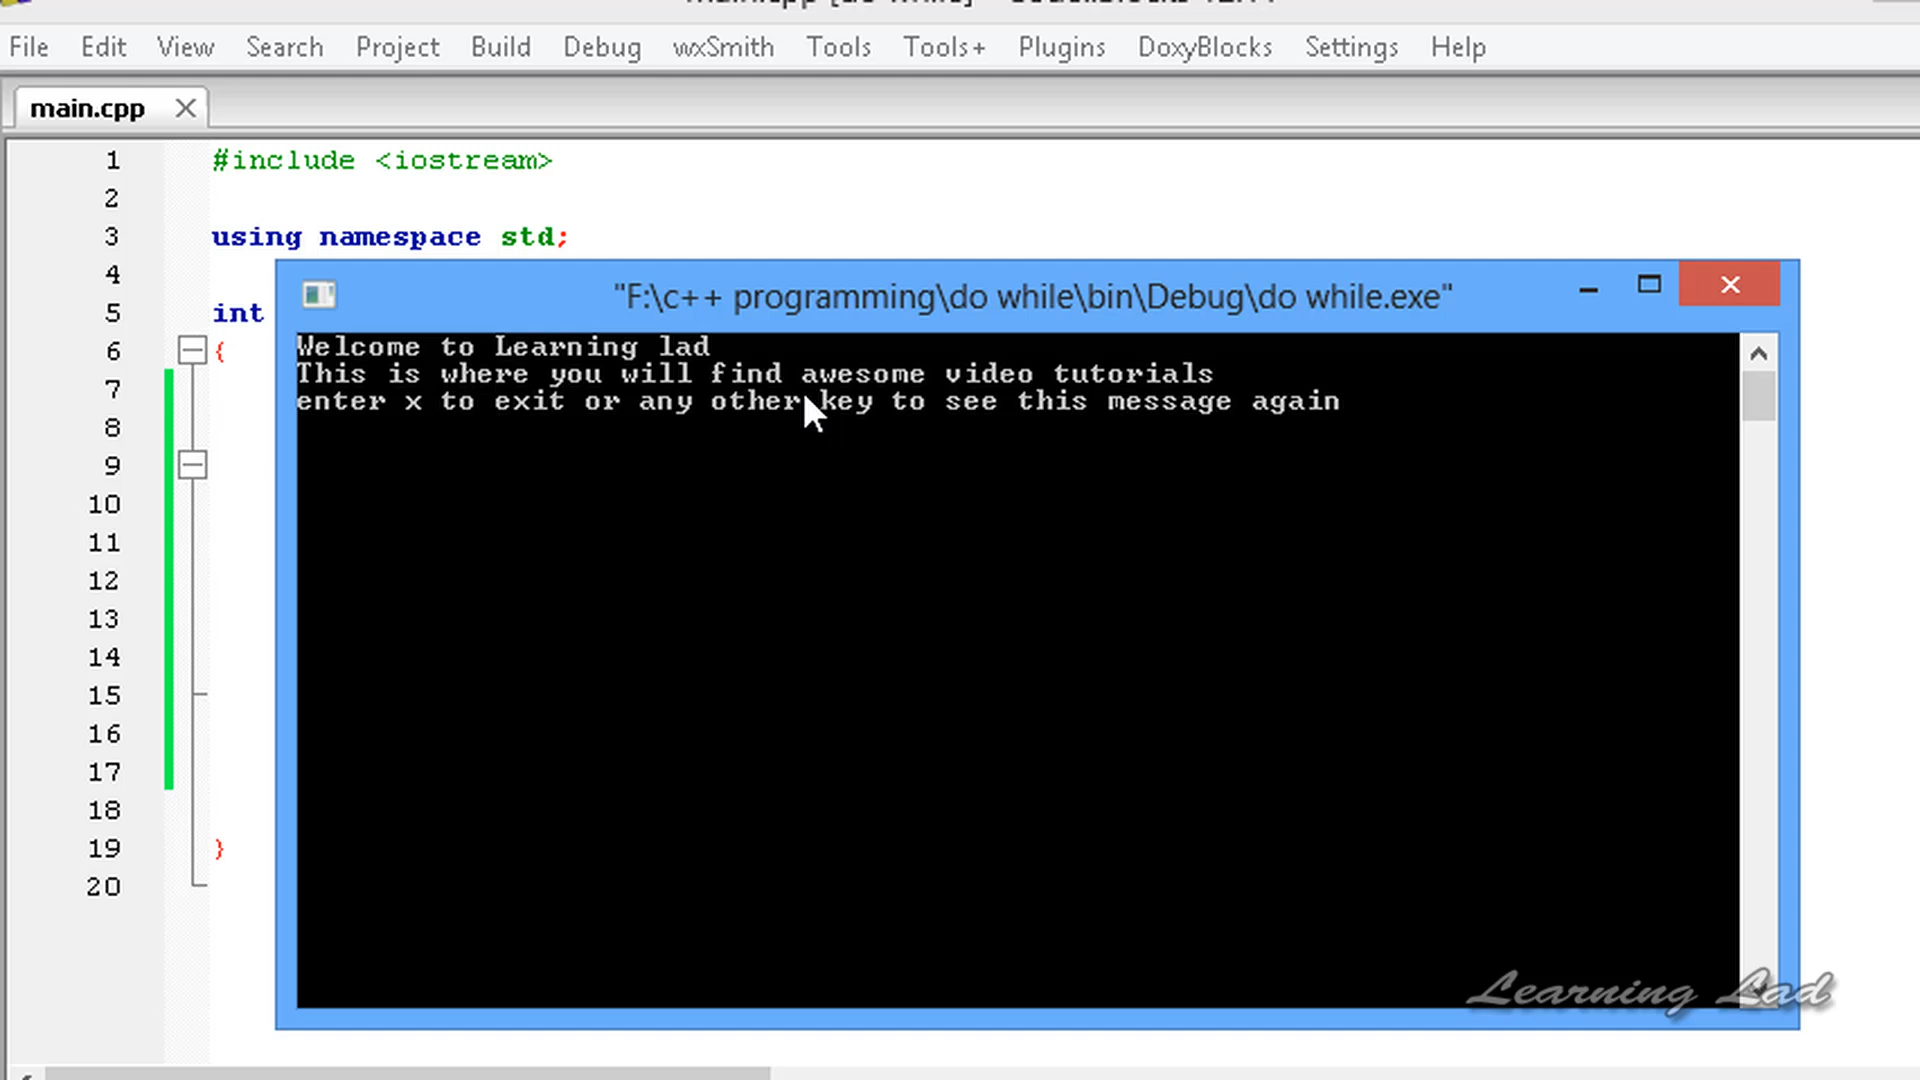 File Edit View Search Project Build Debug wxSmith Tools Tools+ Plugins DoxyBlocks Settings Help
main.cpp
1 #include <iostream>
2
3 using namespace std;
4
5 int
6 {
7
8
9
10
11
12
13
14
15
16
17
18
19 }
20
"F:\c++ programming\do while\bin\Debug\do while.exe"
Welcome to Learning lad
This is where you will find awesome video tutorials
enter x to exit or any other key to see this message again
Learning Lad